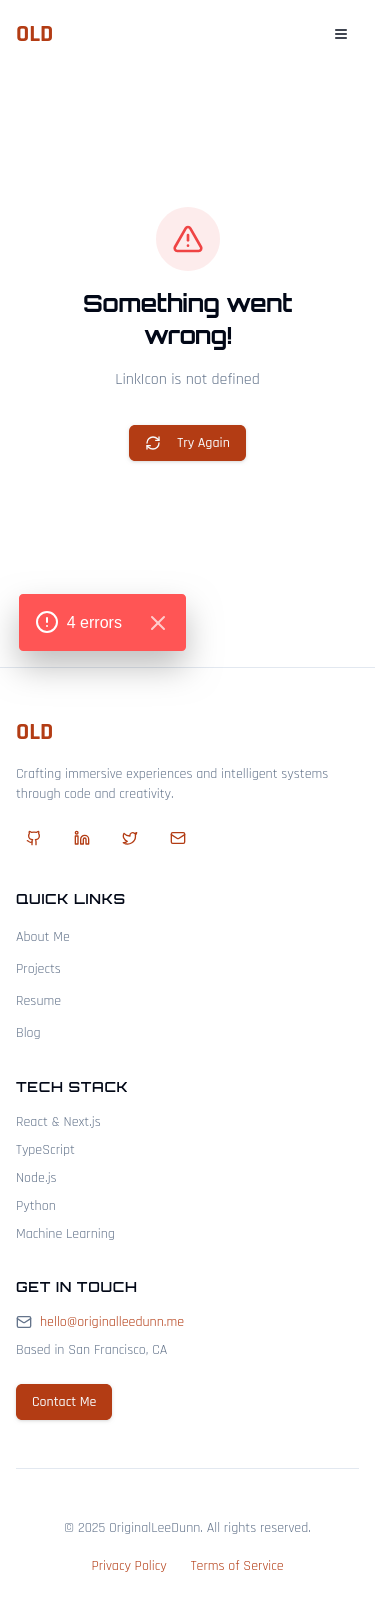 OLD
Something went
wrong!
LinkIcon is not defined
Try Again
4 errors
OLD
Crafting immersive experiences and intelligent systems
through code and creativity.
QUICK LINKS
About Me
Projects
Resume
Blog
TECH STACK
React & Next.js
TypeScript
Node.js
Python
Machine Learning
GET IN TOUCH
hello@originalleedunn.me
Based in San Francisco, CA
Contact Me
© 2025 OriginalLeeDunn. All rights reserved.
Privacy Policy Terms of Service